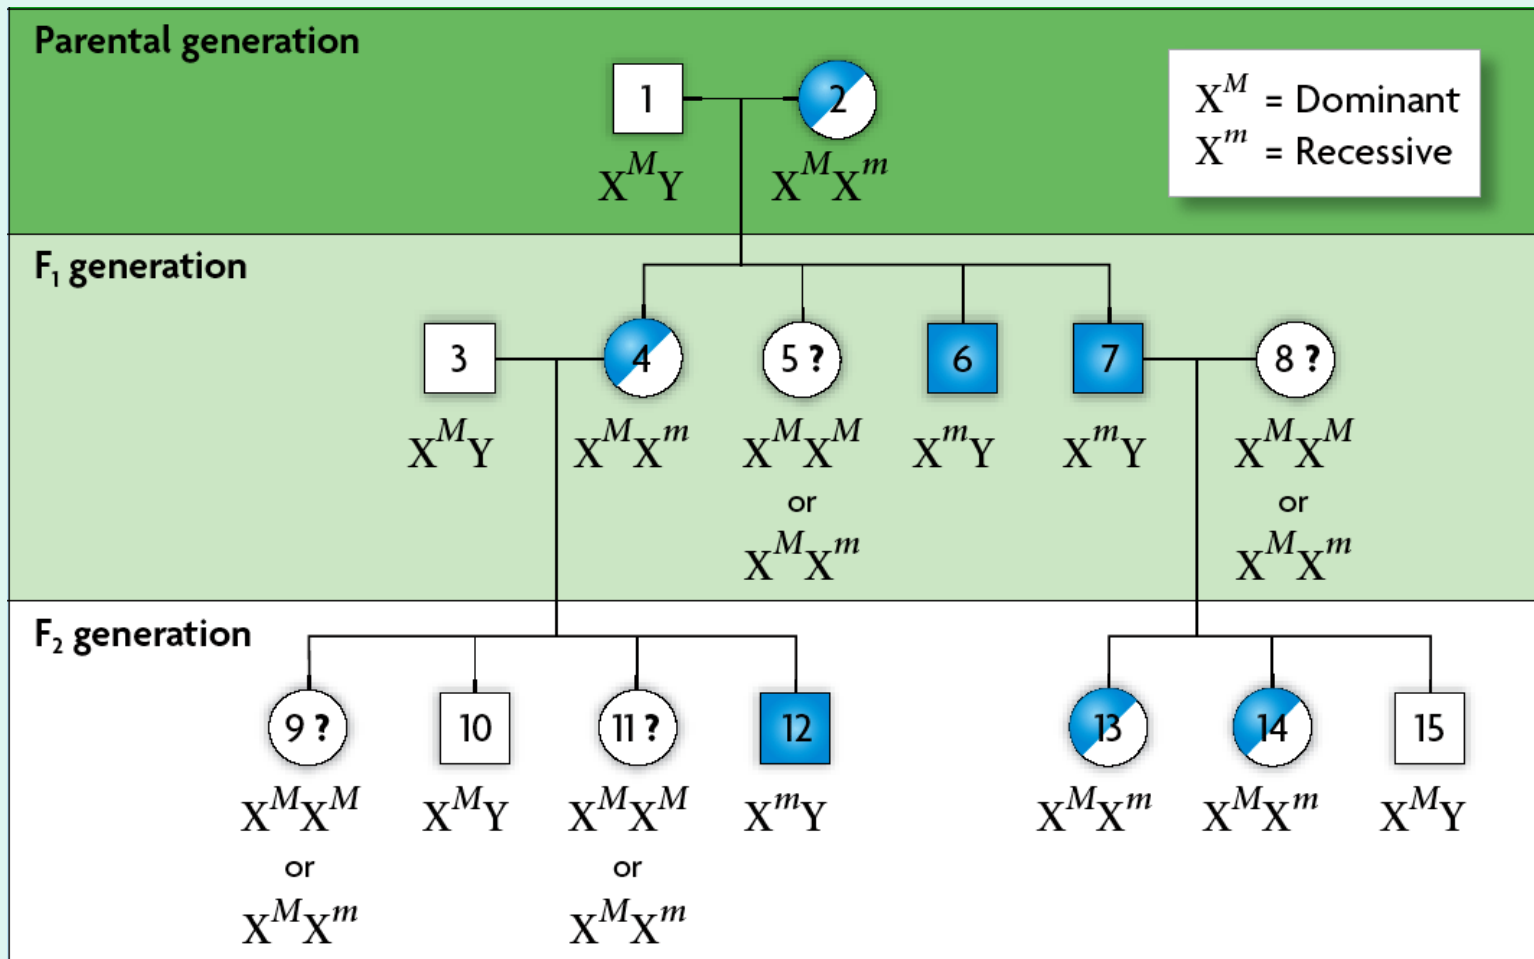 Parental generation
1 2
X^M Y X^M X^m
X^M = Dominant
X^m = Recessive
F₁ generation
3 4 5 ? 6 7 8 ?
X^M Y X^M X^m X^M X^M X^m Y X^m Y X^M X^M
or or
X^M X^m X^M X^m
F₂ generation
9 ? 10 11 ? 12 13 14 15
X^M X^M X^M Y X^M X^M X^m Y X^M X^m X^M X^m X^M Y
or or
X^M X^m X^M X^m